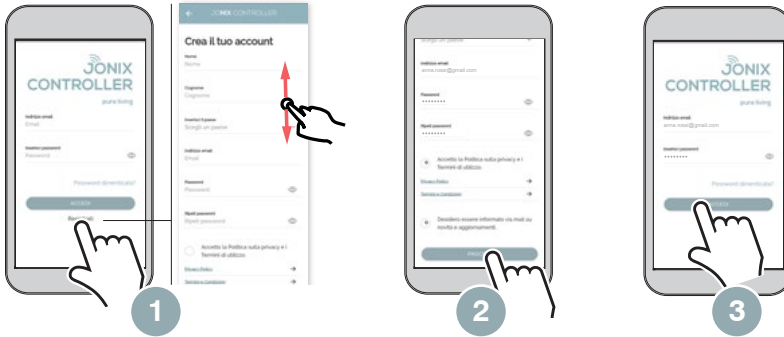 JONIX
CONTROLLER
pure living
Indirizzo email
Email
Inserisci password
Password
Password dimenticata?
ACCEDI
1
JONIX CONTROLLER
Crea il tuo account
Nome
Nome
Cognome
Cognome
Inserisci il paese
Scegli un paese
Indirizzo email
Email
Password
Password
Ripeti password
Ripeti password
Accetto la Politica sulla privacy e i
Termini di utilizzo.
Privacy Policy
Termini e Condizioni
Scegli un paese
Indirizzo email
anna.rossi@gmail.com
Password
••••••••
Ripeti password
••••••••
Accetto la Politica sulla privacy e i
Termini di utilizzo.
Privacy Policy
Termini e Condizioni
Desidero essere informato via mail su
novità e aggiornamenti.
2
JONIX
CONTROLLER
pure living
Indirizzo email
anna.rossi@gmail.com
Inserisci password
••••••••
Password dimenticata?
3